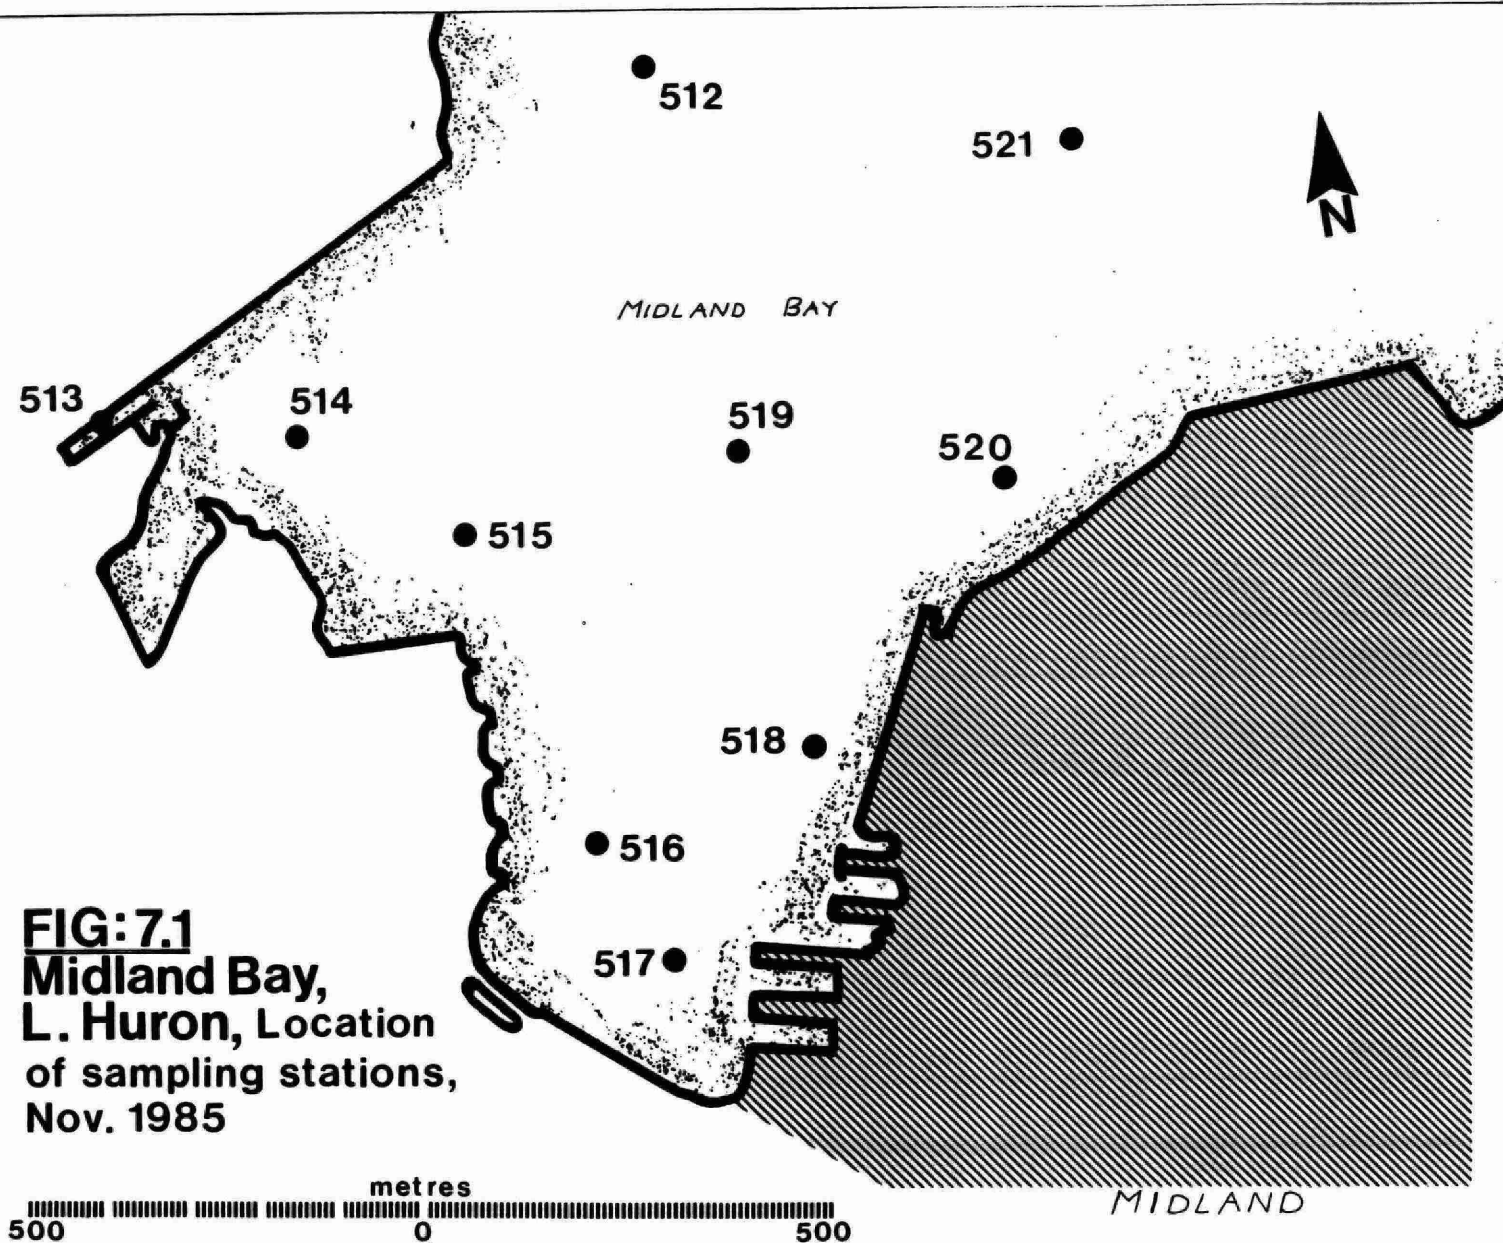 512
521
N
MIDLAND BAY
513
514
519
520
515
518
516
517
FIG: 7.1
Midland Bay,
L. Huron, Location
of sampling stations,
Nov. 1985
metres
500 0 500
MIDLAND